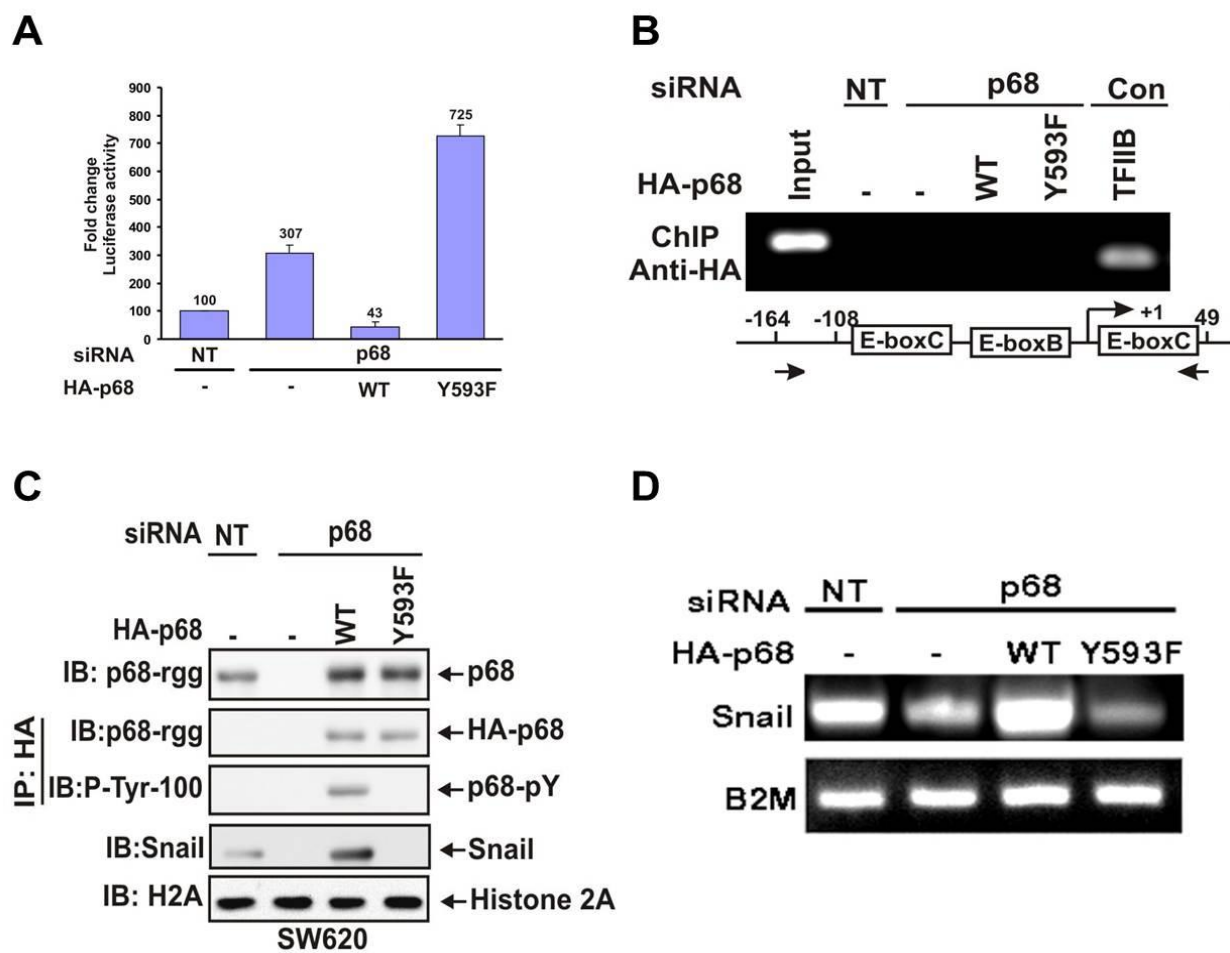 A
900
800
700
600
500
400
300
200
100
0
Fold change
Luciferase activity
100
307
43
725
siRNA NT p68
HA-p68 - - WT Y593F
B
siRNA NT p68 Con
HA-p68 Input - - WT Y593F TFIIB
ChIP
Anti-HA
-164 -108 +1 49
E-boxC E-boxB E-boxC
C
siRNA NT p68
HA-p68 - - WT Y593F
IB: p68-rgg p68
IP: HA
IB:p68-rgg HA-p68
IB:P-Tyr-100 p68-pY
IB:Snail Snail
IB: H2A Histone 2A
SW620
D
siRNA NT p68
HA-p68 - - WT Y593F
Snail
B2M